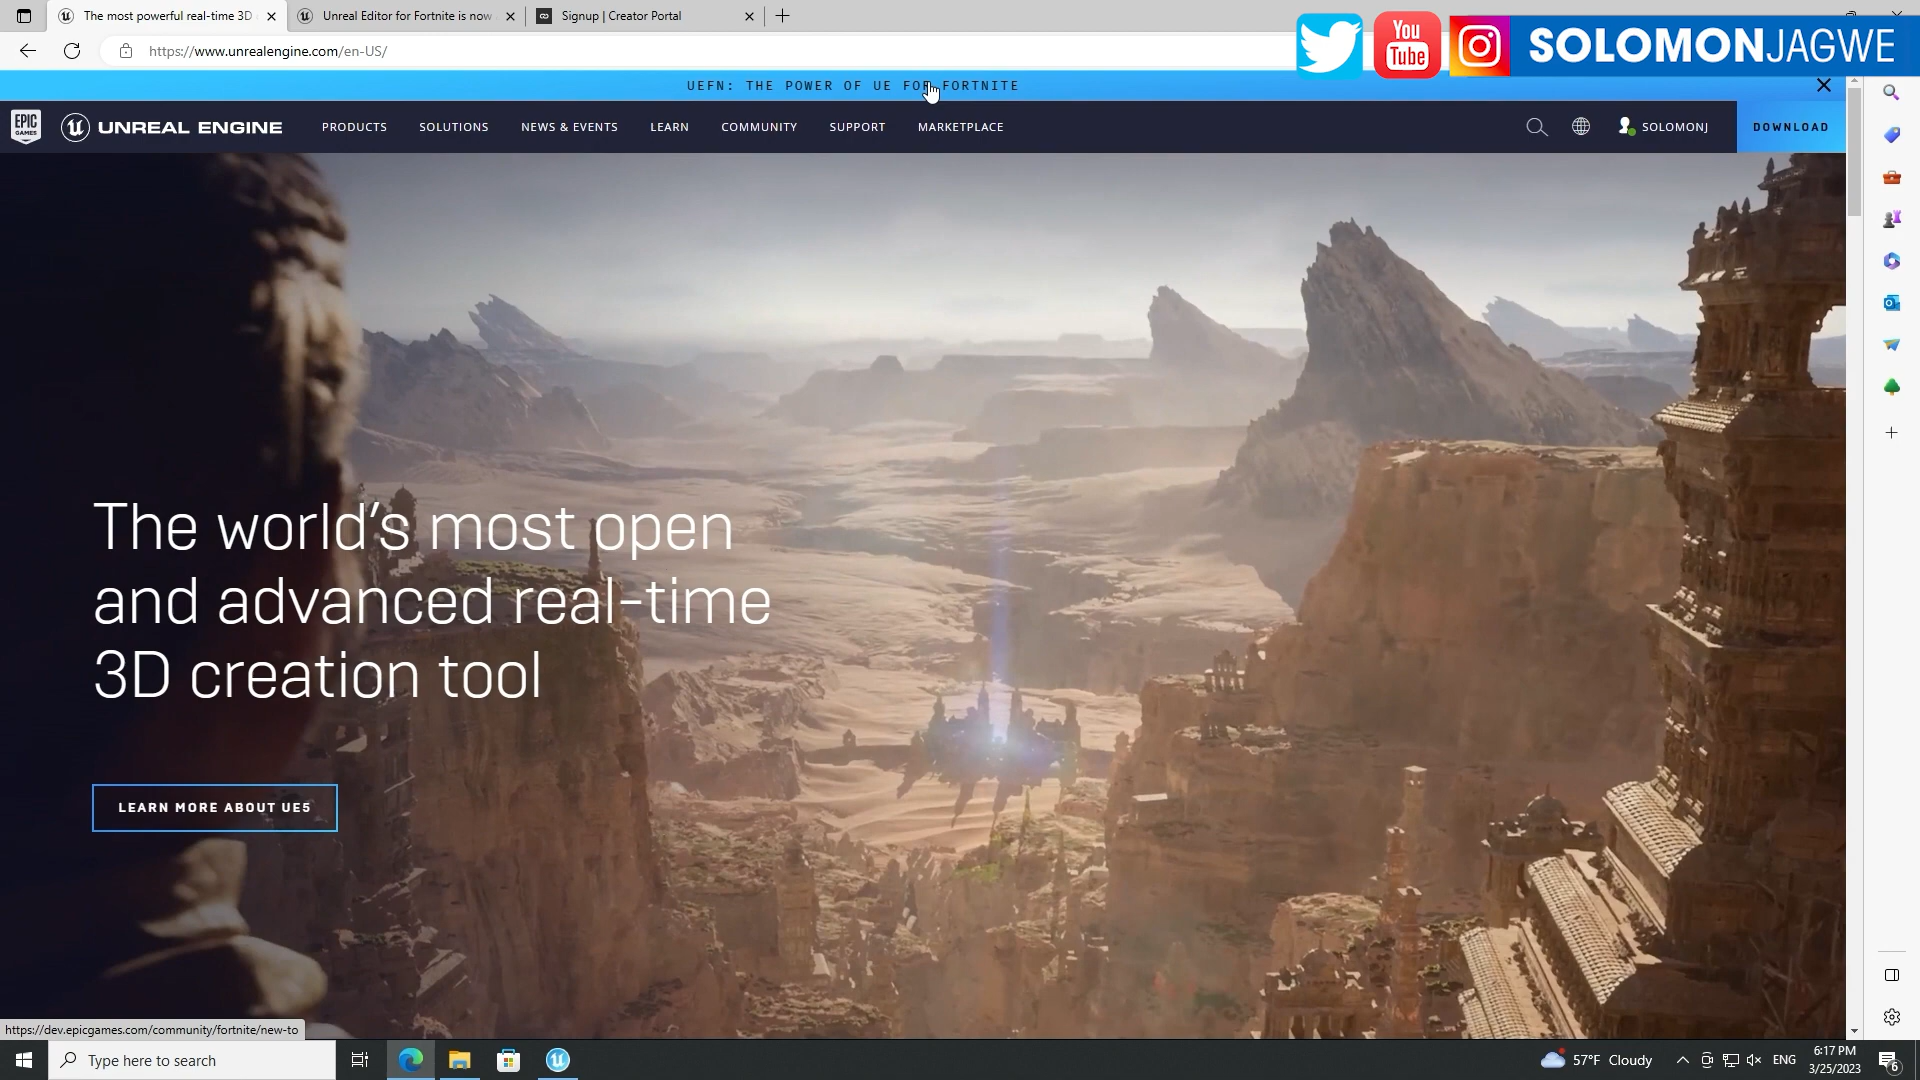 The most powerful real-time 3D
Unreal Editor for Fortnite is now
Signup | Creator Portal
https://www.unrealengine.com/en-US/
You
Tube
SOLOMONJAGWE
UEFN: THE POWER OF UE FOR FORTNITE
EPIC
GAMES
UNREAL ENGINE
PRODUCTS
SOLUTIONS
NEWS & EVENTS
LEARN
COMMUNITY
SUPPORT
MARKETPLACE
SOLOMONJ
DOWNLOAD
The world's most open
and advanced real-time
3D creation tool
LEARN MORE ABOUT UE5
https://dev.epicgames.com/community/fortnite/new-to
Type here to search
57°F Cloudy
ENG
6:17 PM
3/25/2023
6